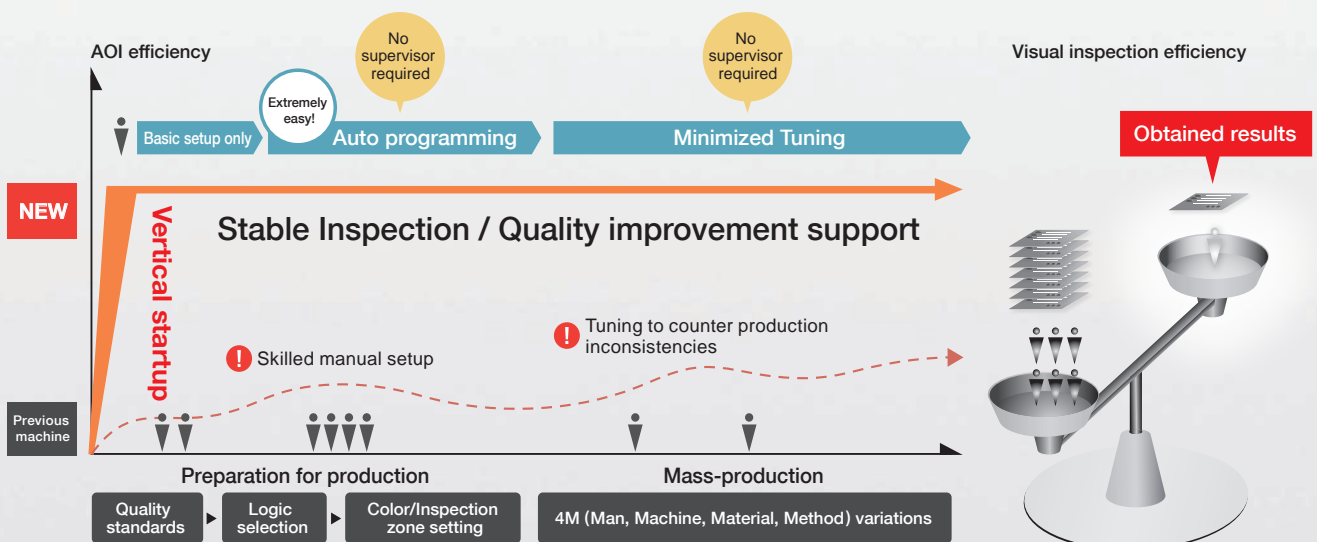 AOI efficiency
No
supervisor
required
No
supervisor
required
Visual inspection efficiency
Extremely
easy!
Basic setup only
Auto programming
Minimized Tuning
Obtained results
NEW
Vertical startup
Stable Inspection / Quality improvement support
! Skilled manual setup
! Tuning to counter production
inconsistencies
Previous
machine
Preparation for production
Mass-production
Quality
standards
Logic
selection
Color/Inspection
zone setting
4M (Man, Machine, Material, Method) variations